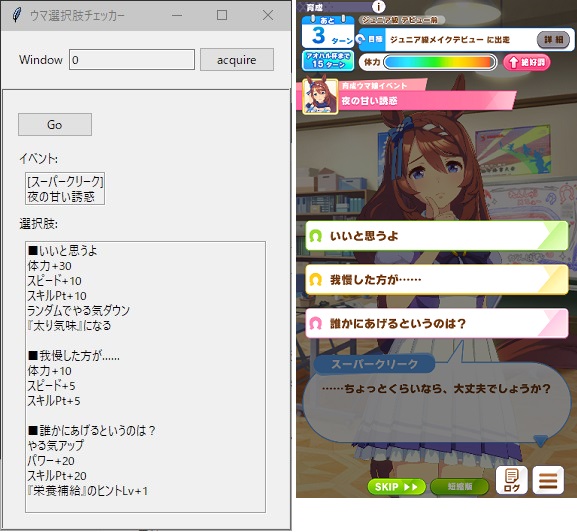 ウマ選択肢チェッカー
Window 0 acquire
Go
イベント:
[スーパークリーク]
夜の甘い誘惑
選択肢:
■いいと思うよ
体力+30
スピード+10
スキルPt+10
ランダムでやる気ダウン
『太り気味』になる
■我慢した方が……
体力+10
スピード+5
スキルPt+5
■誰かにあげるというのは？
やる気アップ
パワー+20
スキルPt+20
『栄養補給』のヒントLv+1
育成
あと
3ターン
ジュニア級 デビュー前
目標 ジュニア級メイクデビュー に出走 詳細
アオハル杯まで
15ターン
体力
絶好調
育成ウマ娘イベント
夜の甘い誘惑
いいと思うよ
我慢した方が……
誰かにあげるというのは？
スーパークリーク
……ちょっとくらいなら、大丈夫でしょうか？
SKIP
短縮版
ログ